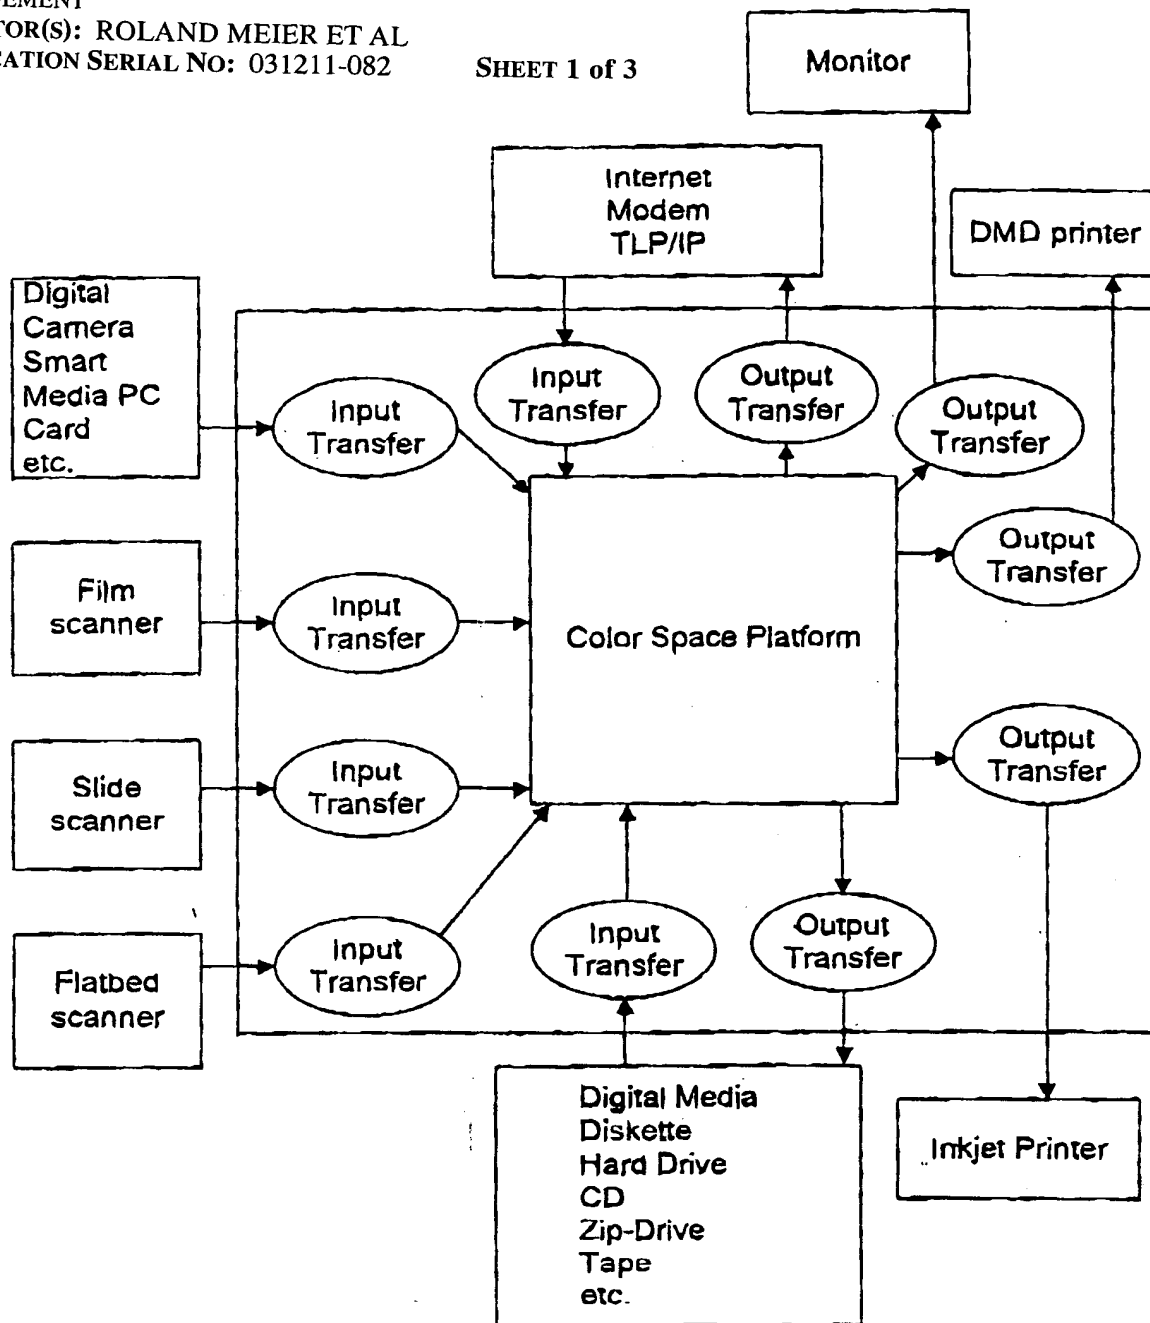 TOR(S): ROLAND MEIER ET AL
CATION SERIAL NO: 031211-082
SHEET 1 of 3
Monitor
Internet
Modem
TLP/IP
DMD printer
Digital
Camera
Smart
Media PC
Card
etc.
Input
Transfer
Output
Transfer
Input
Transfer
Output
Transfer
Output
Transfer
Film
scanner
Input
Transfer
Color Space Platform
Output
Transfer
Slide
scanner
Input
Transfer
Flatbed
scanner
Input
Transfer
Input
Transfer
Output
Transfer
Digital Media
Diskette
Hard Drive
CD
Zip-Drive
Tape
etc.
Inkjet Printer